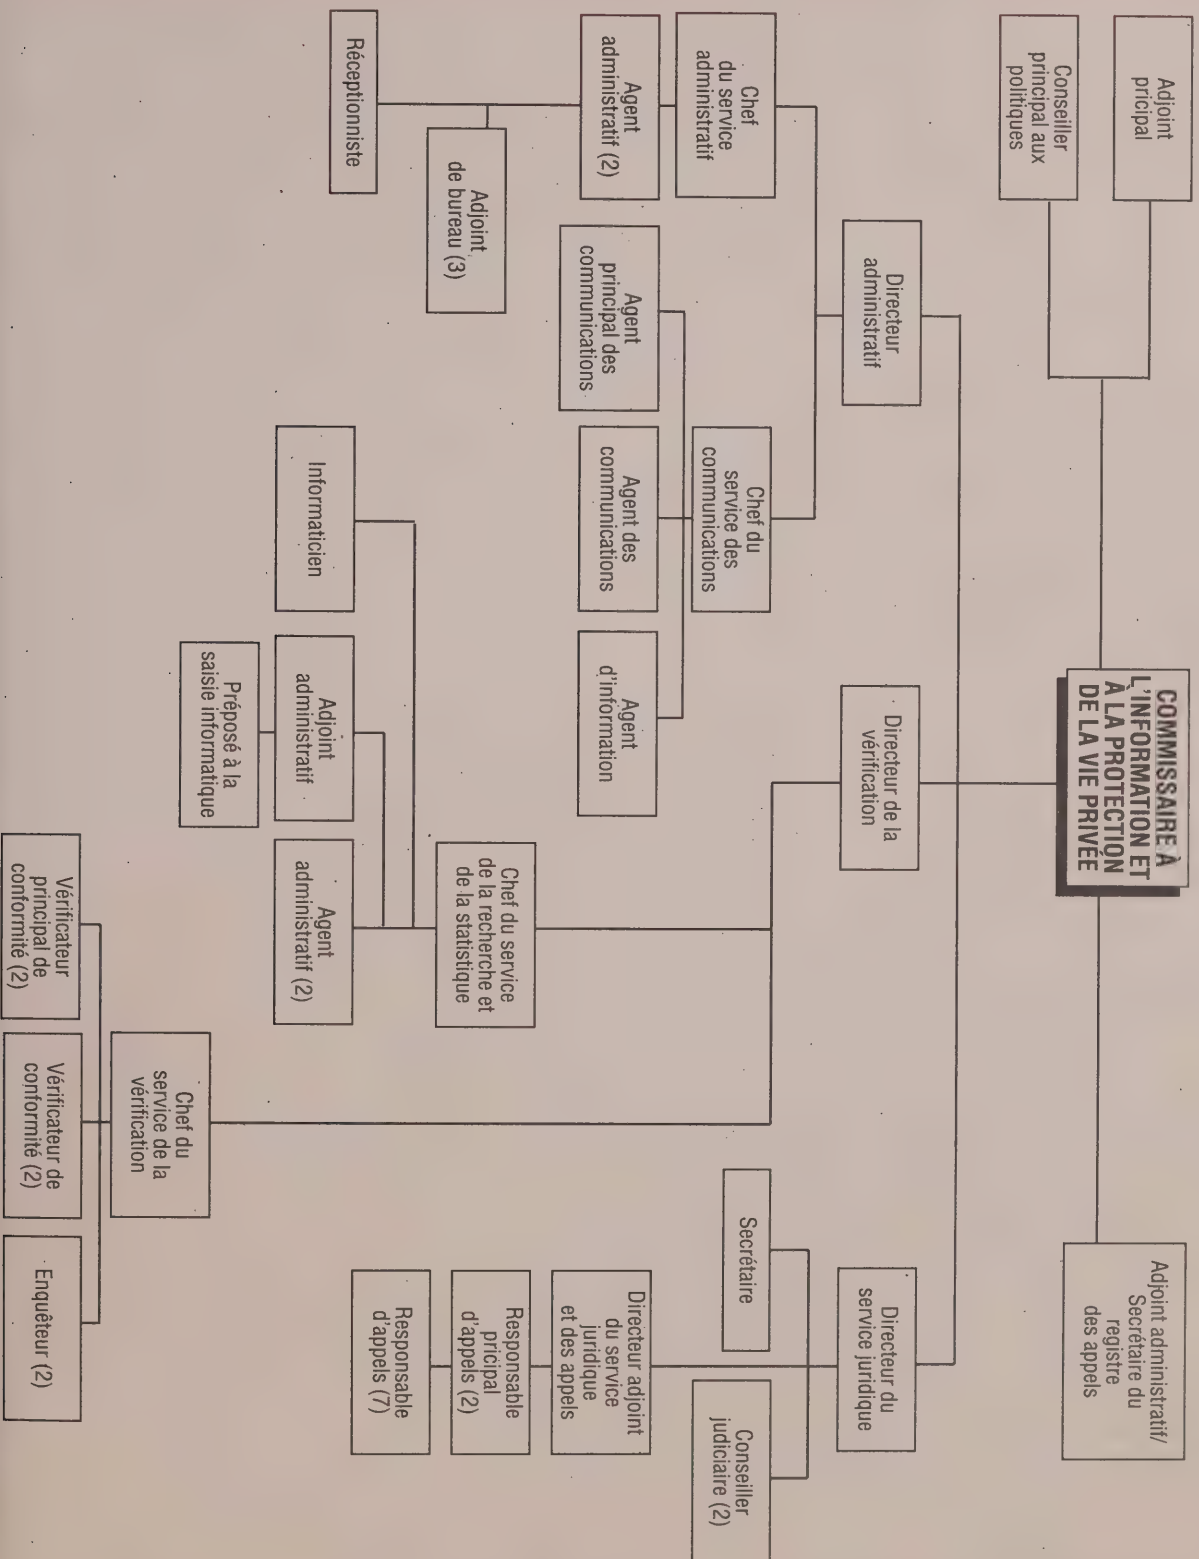 COMMISSAIRE À
L'INFORMATION ET
À LA PROTECTION
DE LA VIE PRIVÉE
Adjoint
pricipal
Conseiller
principal aux
politiques
Adjoint administratif/
Secrétaire du
registre
des appels
Directeur
administratif
Directeur de la
vérification
Directeur du
service juridique
Chef
du service
administratif
Chef du
service des
communications
Agent
administratif (2)
Agent
principal des
communications
Agent des
communications
Agent
d'information
Adjoint
de bureau (3)
Réceptionniste
Chef du service
de la recherche et
de la statistique
Informaticien
Adjoint
administratif
Agent
administratif (2)
Préposé à la
saisie informatique
Chef du
service de la
vérification
Vérificateur
principal de
conformité (2)
Vérificateur de
conformité (2)
Enquêteur (2)
Secrétaire
Conseiller
judiciaire (2)
Directeur adjoint
du service
juridique
et des appels
Responsable
pricipal
d'appels (2)
Responsable
d'appels (7)